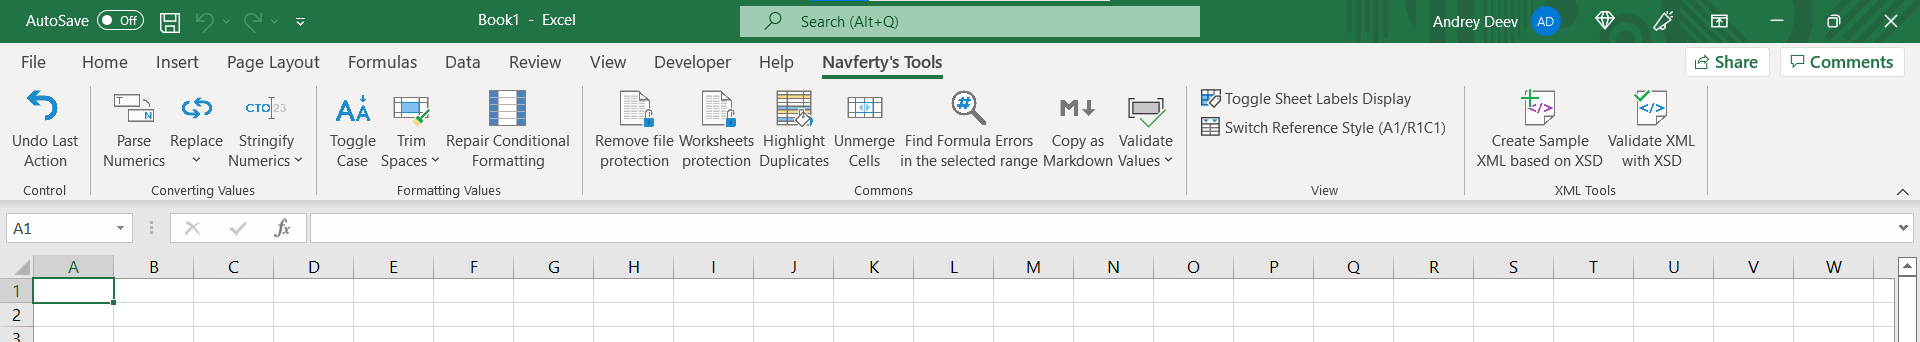 AutoSave Off Book1 - Excel Search (Alt+Q) Andrey Deev AD
File Home Insert Page Layout Formulas Data Review View Developer Help Navferty's Tools Share Comments
Undo Last Action
Control
Parse Numerics
Replace
CTO 123
Stringify Numerics
Converting Values
Toggle Case
Trim Spaces
Repair Conditional Formatting
Formatting Values
Remove file protection
Worksheets protection
Highlight Duplicates
Unmerge Cells
Find Formula Errors in the selected range
Copy as Markdown
Validate Values
Commons
Toggle Sheet Labels Display
Switch Reference Style (A1/R1C1)
View
Create Sample XML based on XSD
Validate XML with XSD
XML Tools
A1 fx
A B C D E F G H I J K L M N O P Q R S T U V W
1
2
3